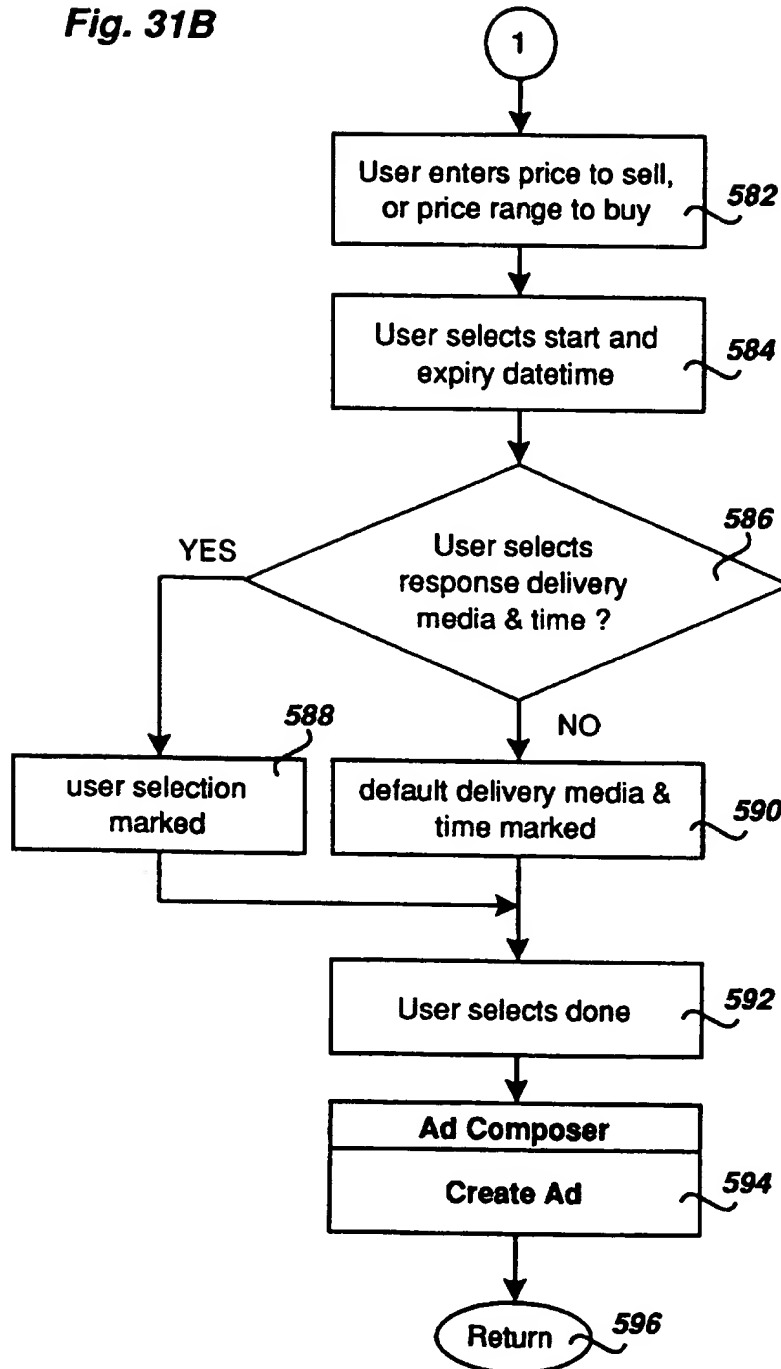 Fig. 31B
1
User enters price to sell,
or price range to buy
582
User selects start and
expiry datetime
584
User selects
response delivery
media & time ?
586
YES
NO
588
user selection
marked
default delivery media &
time marked
590
User selects done
592
Ad Composer
Create Ad
594
Return
596